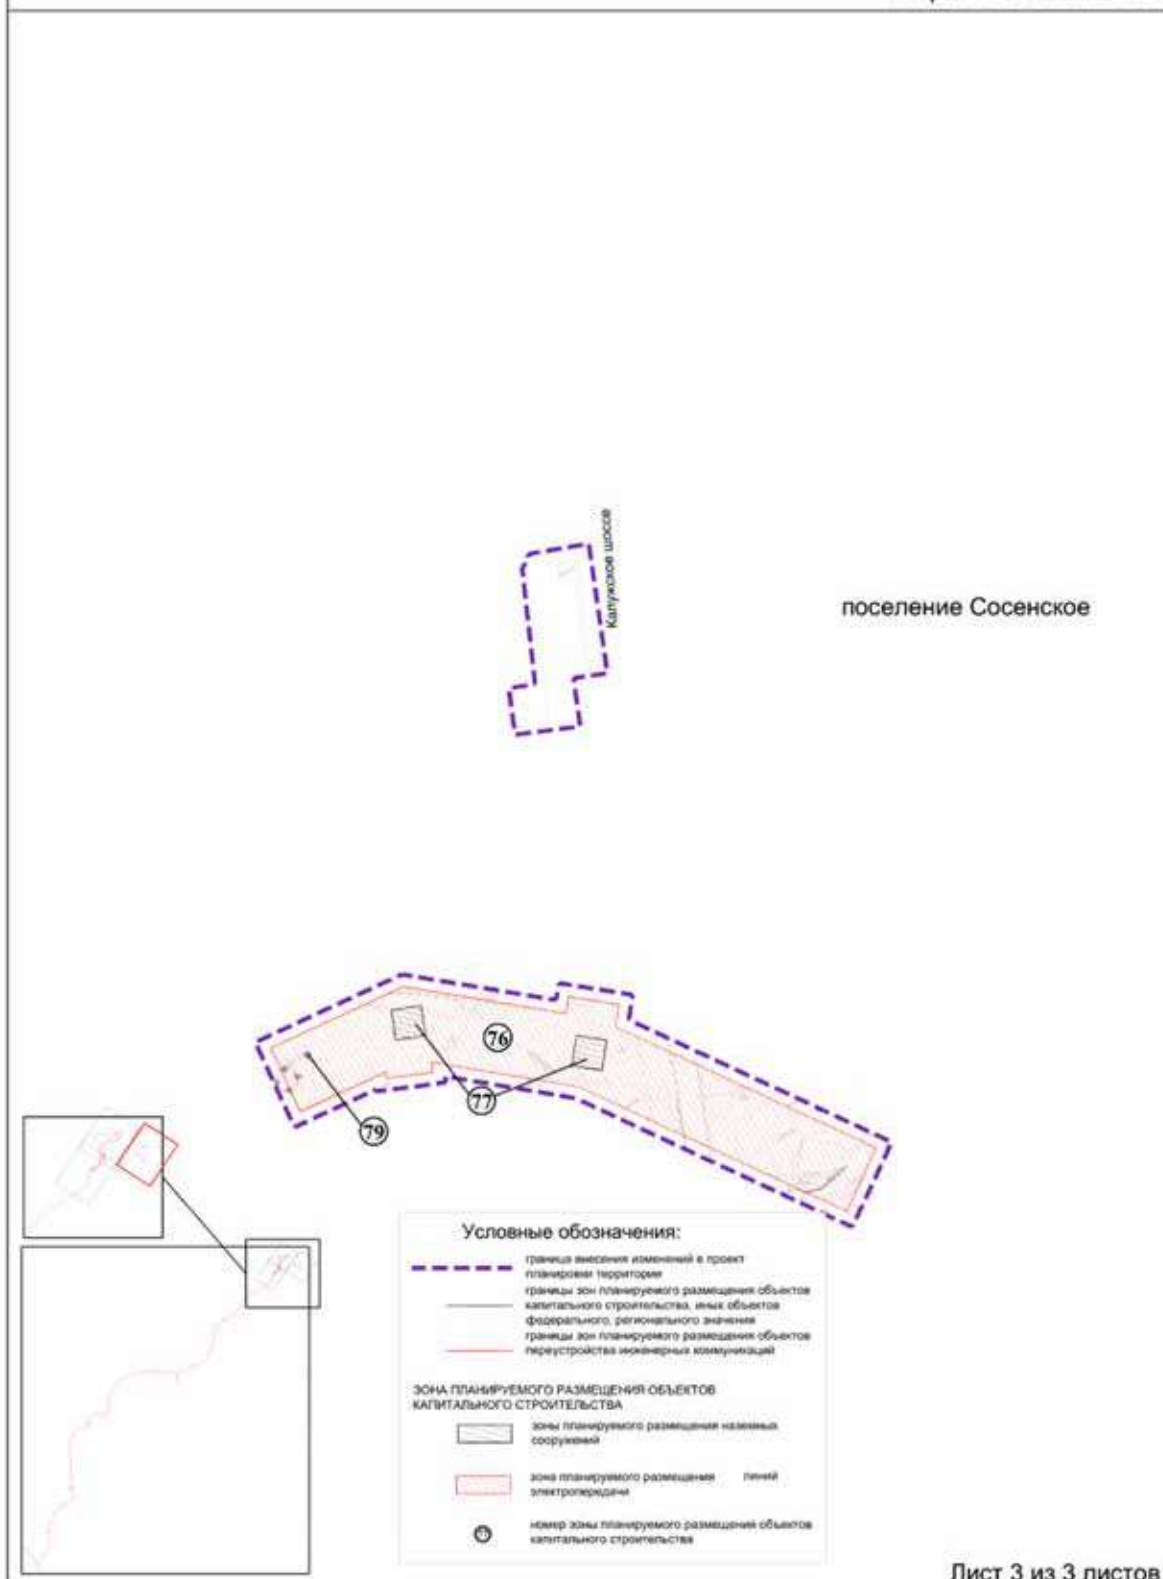 Калужское шоссе
поселение Сосенское
76
77
79
Условные обозначения:
граница внесения изменений в проект
планировки территории
границы зон планируемого размещения объектов
капитального строительства, иных объектов
федерального, регионального значения
границы зон планируемого размещения объектов
переустройства инженерных коммуникаций
ЗОНА ПЛАНИРУЕМОГО РАЗМЕЩЕНИЯ ОБЪЕКТОВ
КАПИТАЛЬНОГО СТРОИТЕЛЬСТВА
зоны планируемого размещения наземных
сооружений
зона планируемого размещения линий
электропередачи
номер зоны планируемого размещения объектов
капитального строительства
Лист 3 из 3 листов